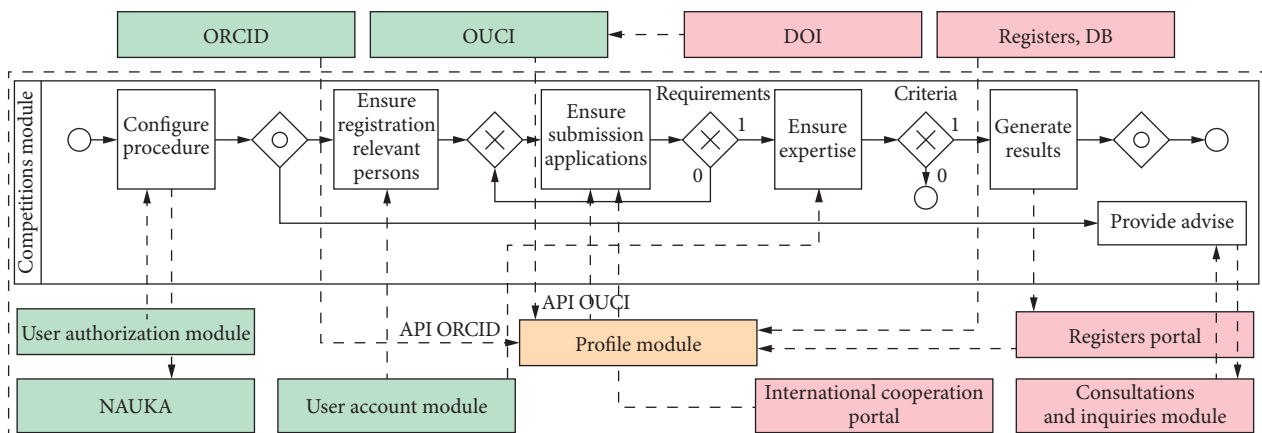 ORCID
OUCI
DOI
Registers, DB
Competitions module
Configure
procedure
Ensure
registration
relevant
persons
Ensure
submission
applications
Requirements
1
0
Ensure
expertise
Criteria
1
0
Generate
results
Provide advise
API OUCI
API ORCID
User authorization module
Profile module
Registers portal
NAUKA
User account module
International cooperation
portal
Consultations
and inquiries module